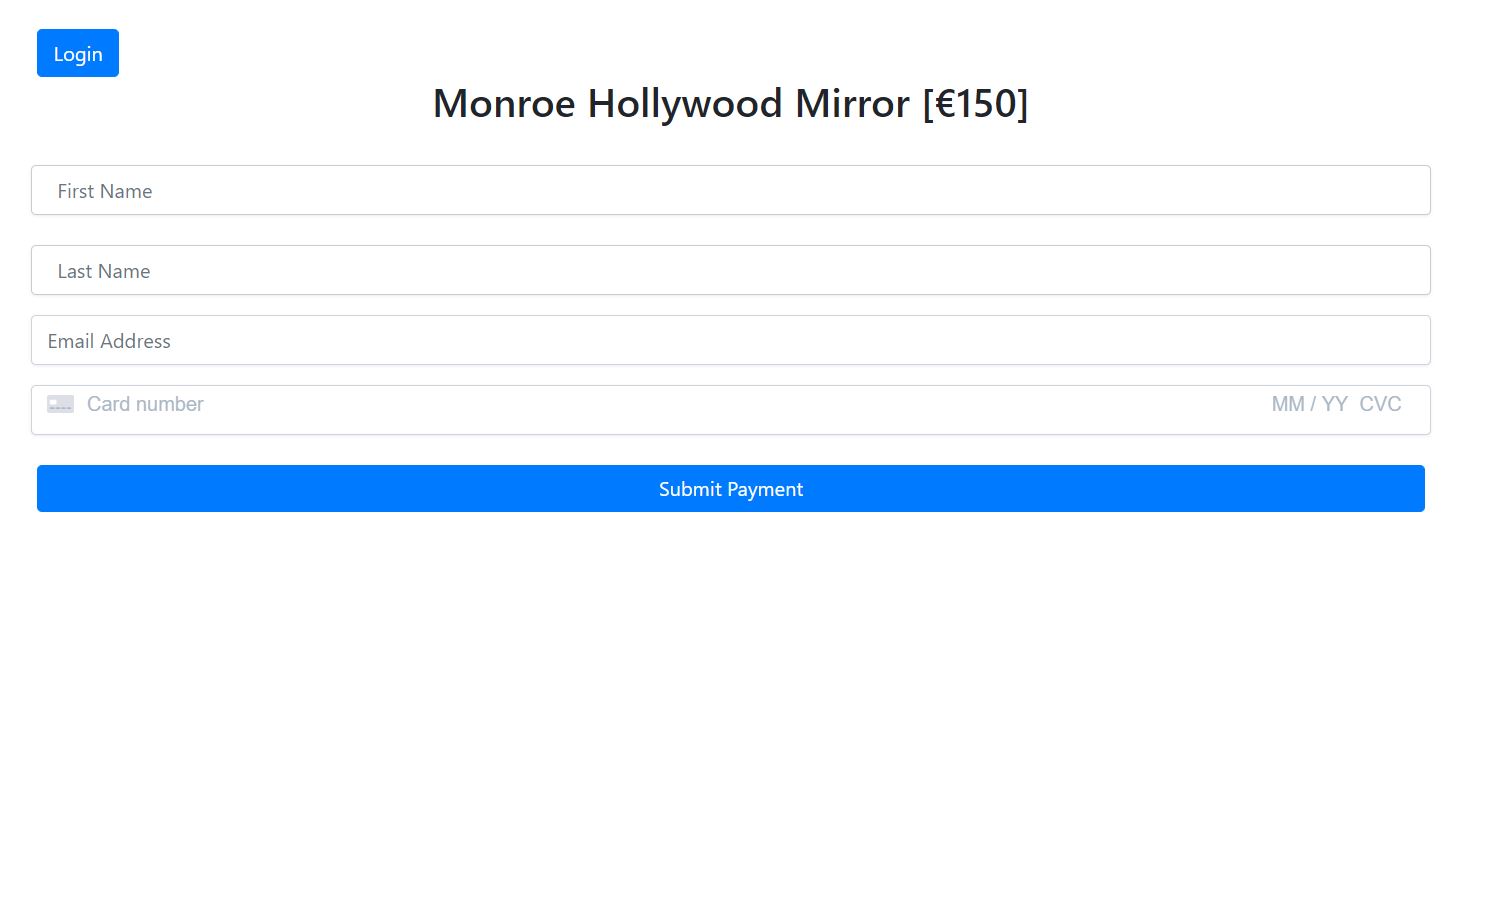 Login
Monroe Hollywood Mirror [€150]
First Name
Last Name
Email Address
Card number MM / YY CVC
Submit Payment